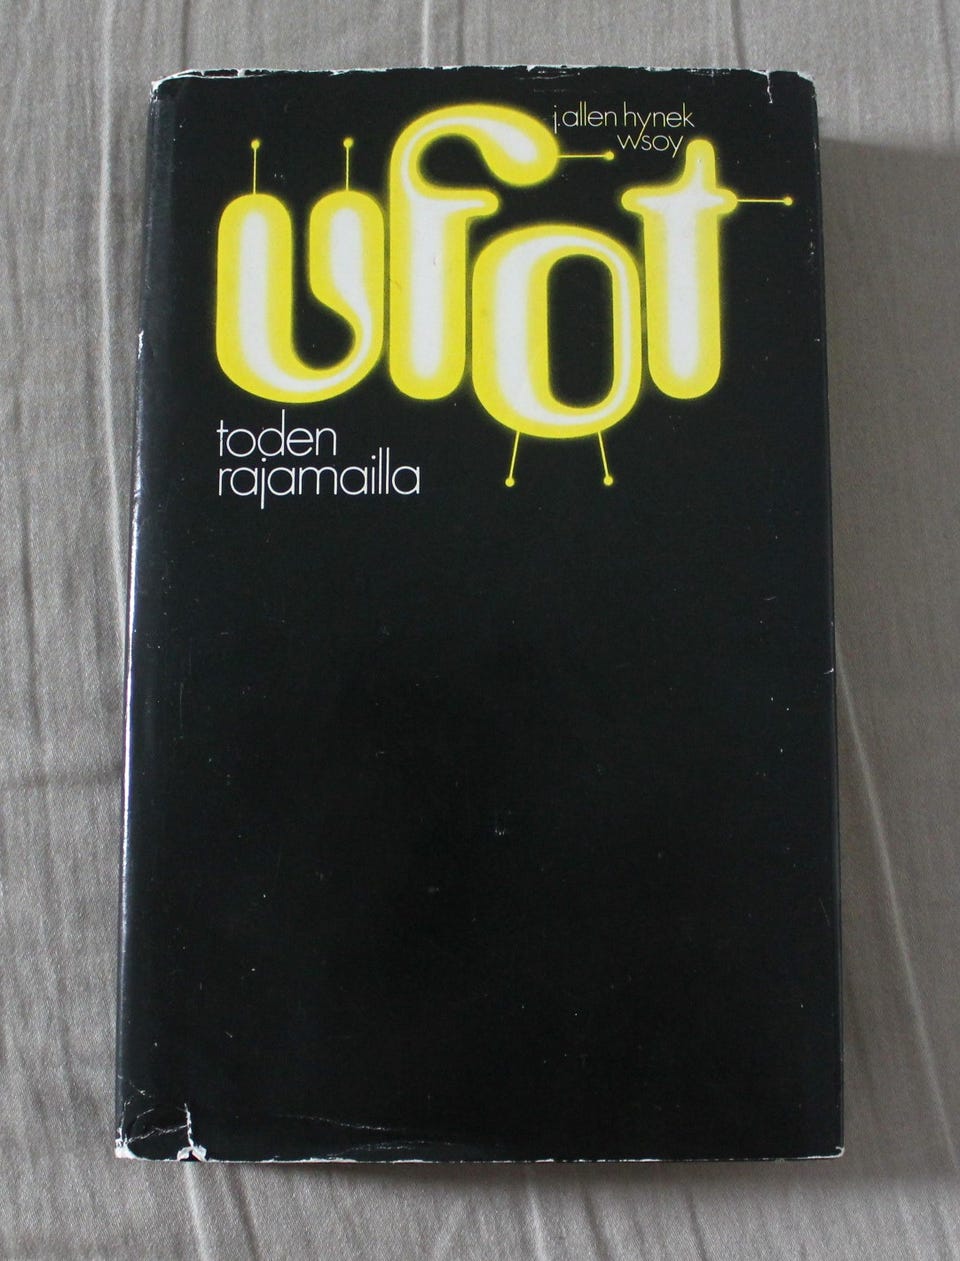 j. allen hynek
wsoy
ufot
toden
rajamailla